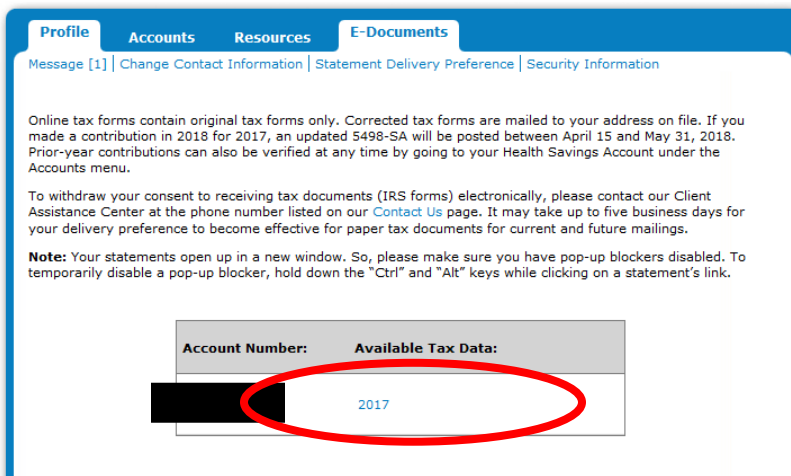 Profile Accounts Resources E-Documents
Message [1] | Change Contact Information | Statement Delivery Preference | Security Information
Online tax forms contain original tax forms only. Corrected tax forms are mailed to your address on file. If you
made a contribution in 2018 for 2017, an updated 5498-SA will be posted between April 15 and May 31, 2018.
Prior-year contributions can also be verified at any time by going to your Health Savings Account under the
Accounts menu.
To withdraw your consent to receiving tax documents (IRS forms) electronically, please contact our Client
Assistance Center at the phone number listed on our Contact Us page. It may take up to five business days for
your delivery preference to become effective for paper tax documents for current and future mailings.
Note: Your statements open up in a new window. So, please make sure you have pop-up blockers disabled. To
temporarily disable a pop-up blocker, hold down the “Ctrl” and “Alt” keys while clicking on a statement’s link.
Account Number: Available Tax Data:
2017